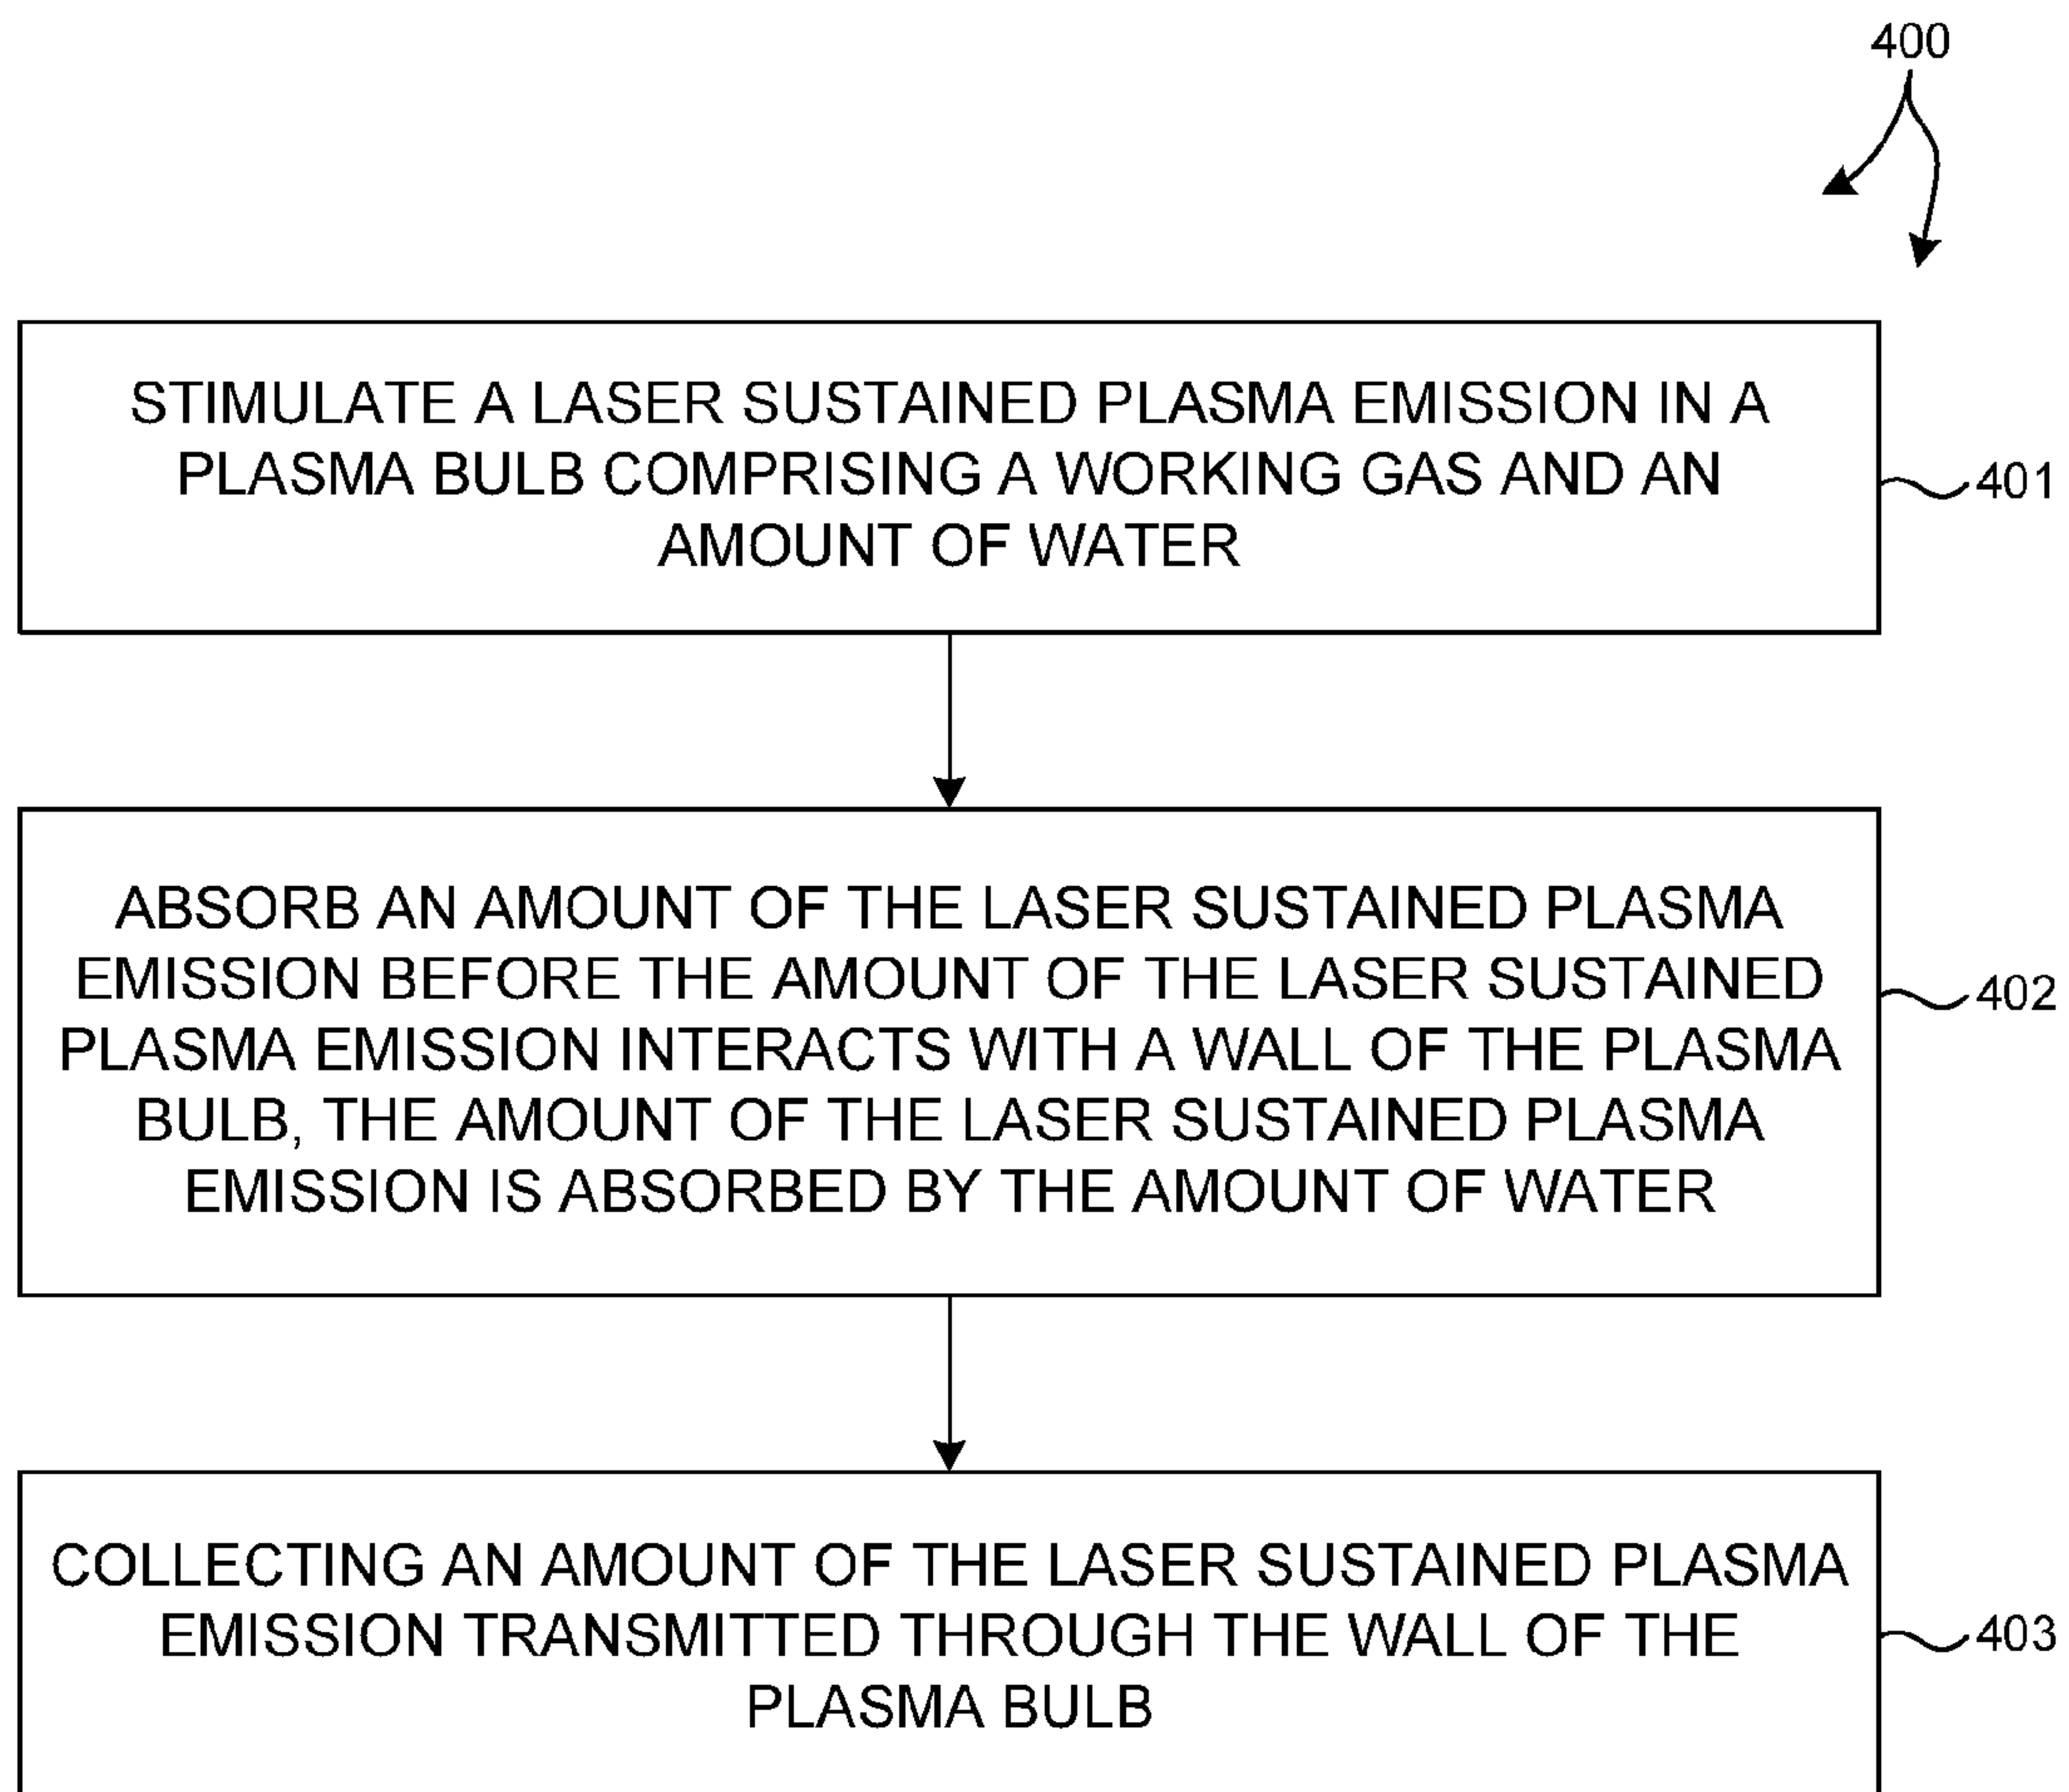 400
STIMULATE A LASER SUSTAINED PLASMA EMISSION IN A
PLASMA BULB COMPRISING A WORKING GAS AND AN
AMOUNT OF WATER
401
ABSORB AN AMOUNT OF THE LASER SUSTAINED PLASMA
EMISSION BEFORE THE AMOUNT OF THE LASER SUSTAINED
PLASMA EMISSION INTERACTS WITH A WALL OF THE PLASMA
BULB, THE AMOUNT OF THE LASER SUSTAINED PLASMA
EMISSION IS ABSORBED BY THE AMOUNT OF WATER
402
COLLECTING AN AMOUNT OF THE LASER SUSTAINED PLASMA
EMISSION TRANSMITTED THROUGH THE WALL OF THE
PLASMA BULB
403